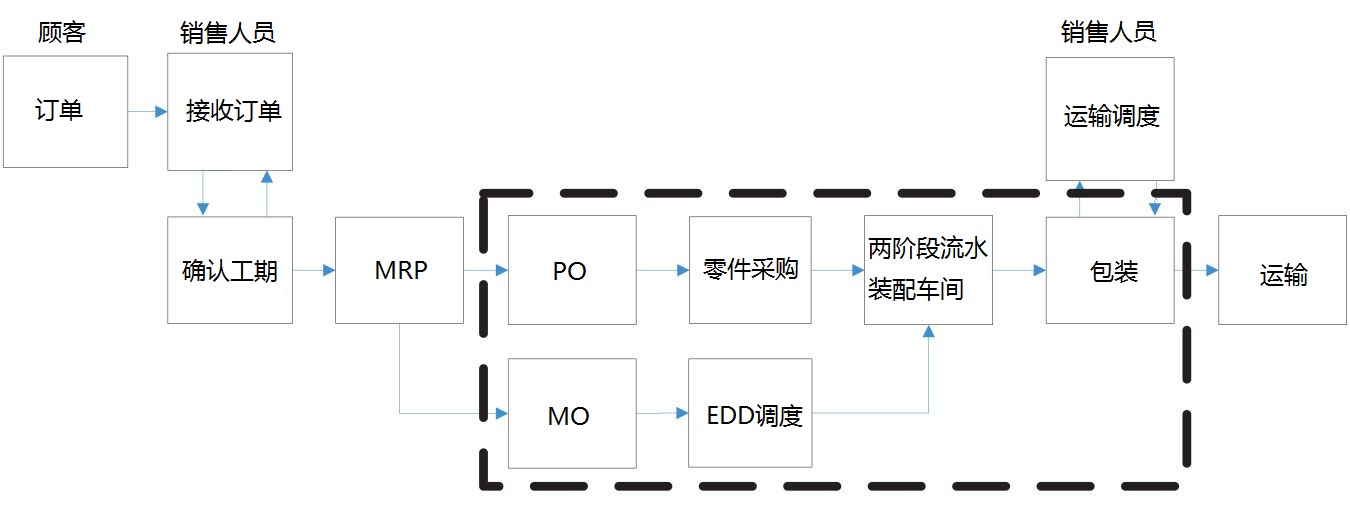 顾客
销售人员
销售人员
订单
接收订单
运输调度
确认工期
MRP
PO
零件采购
两阶段流水
装配车间
包装
运输
MO
EDD调度